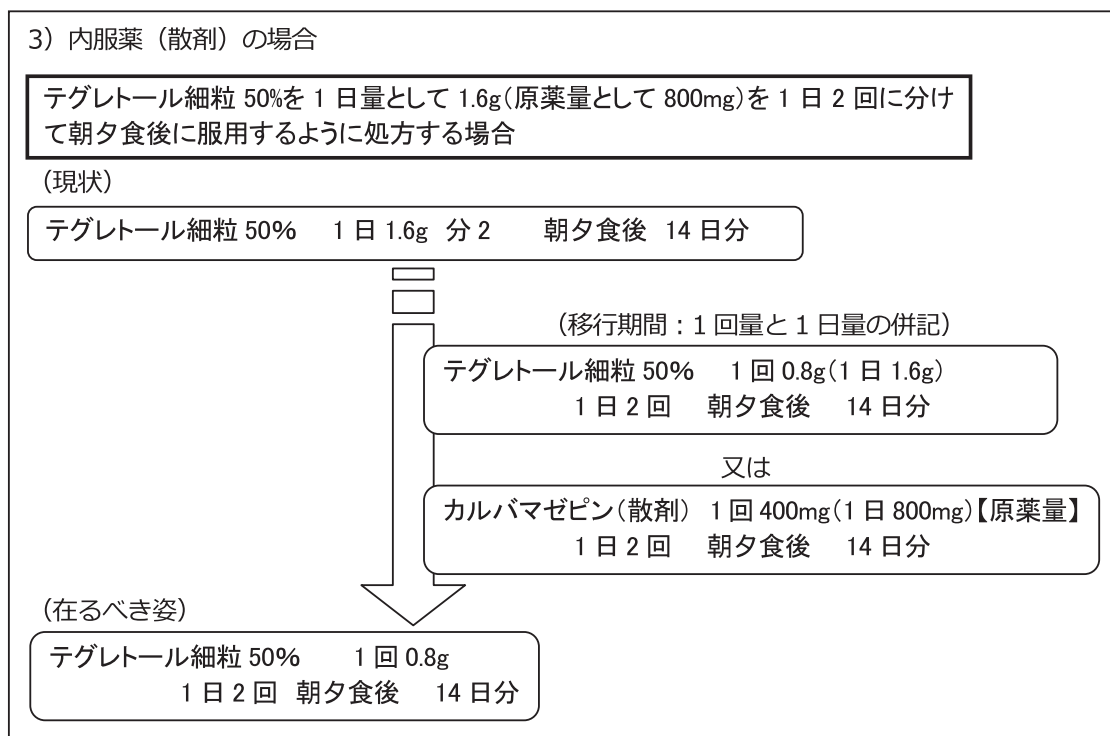 3）内服薬（散剤）の場合
テグレトール細粒 50%を 1 日量として 1.6g(原薬量として 800mg)を 1 日 2 回に分け
て朝夕食後に服用するように処方する場合
（現状）
テグレトール細粒 50%　1 日 1.6g　分 2　朝夕食後　14 日分
（移行期間：1 回量と 1 日量の併記）
テグレトール細粒 50%　1 回 0.8g(1 日 1.6g)
1 日 2 回　朝夕食後　14 日分
又は
カルバマゼピン(散剤)　1 回 400mg(1 日 800mg)【原薬量】
1 日 2 回　朝夕食後　14 日分
（在るべき姿）
テグレトール細粒 50%　1 回 0.8g
1 日 2 回　朝夕食後　14 日分